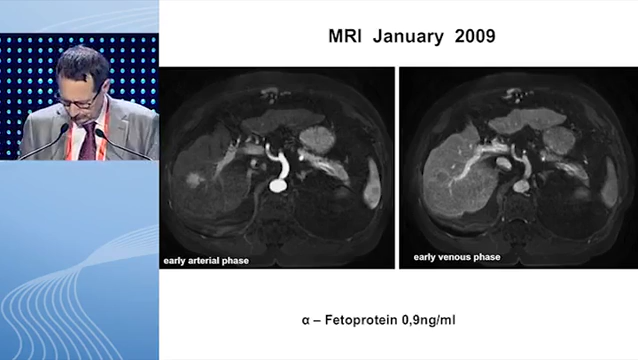 MRI January 2009
early arterial phase
early venous phase
α – Fetoprotein 0,9ng/ml